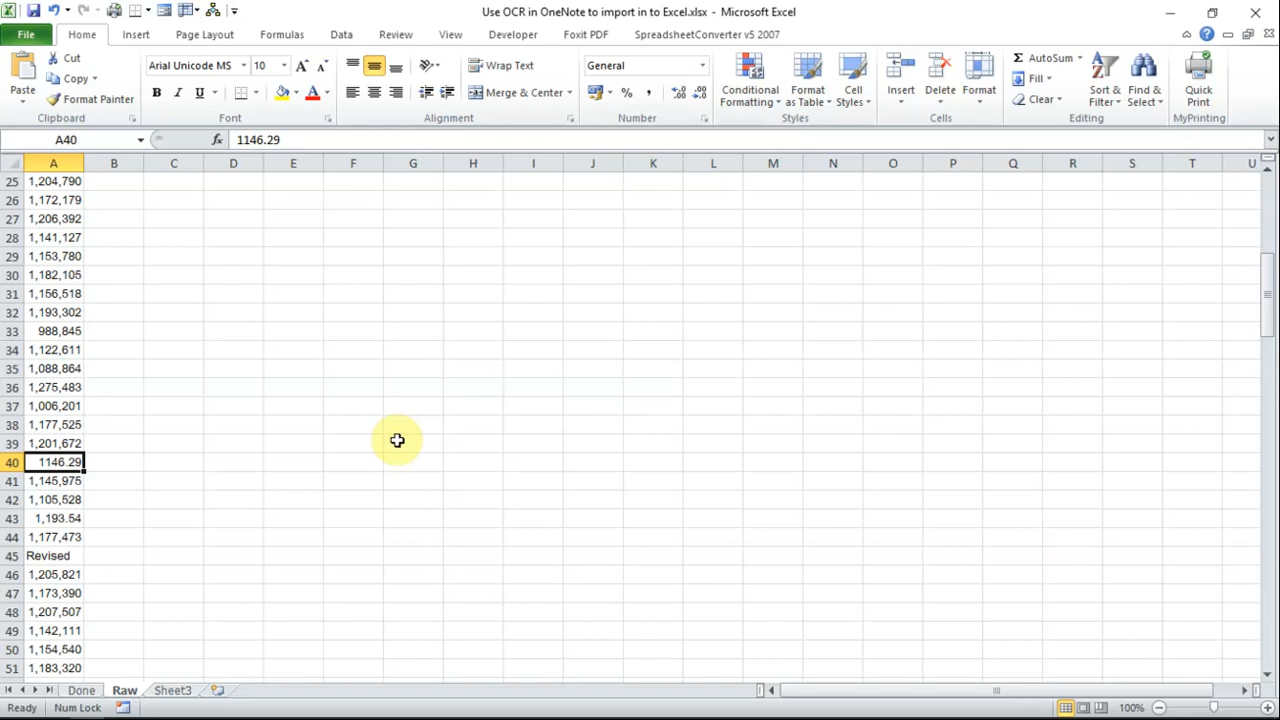 Use OCR in OneNote to import in to Excel.xlsx - Microsoft Excel
File Home Insert Page Layout Formulas Data Review View Developer Foxit PDF SpreadsheetConverter v5 2007
Cut
Copy
Format Painter
Paste
Clipboard
Arial Unicode MS 10
B I U
Font
Wrap Text
Merge & Center
Alignment
General
% ,
Number
Conditional Formatting
Format as Table
Cell Styles
Styles
Insert
Delete
Format
Cells
Σ AutoSum
Fill
Clear
Sort & Filter
Find & Select
Editing
Quick Print
MyPrinting
A40 fx 1146.29
A B C D E F G H I J K L M N O P Q R S T U
25 1,204,790
26 1,172,179
27 1,206,392
28 1,141,127
29 1,153,780
30 1,182,105
31 1,156,518
32 1,193,302
33 988,845
34 1,122,611
35 1,088,864
36 1,275,483
37 1,006,201
38 1,177,525
39 1,201,672
40 1146.29
41 1,145,975
42 1,105,528
43 1,193.54
44 1,177,473
45 Revised
46 1,205,821
47 1,173,390
48 1,207,507
49 1,142,111
50 1,154,540
51 1,183,320
Done Raw Sheet3
Ready Num Lock 100%